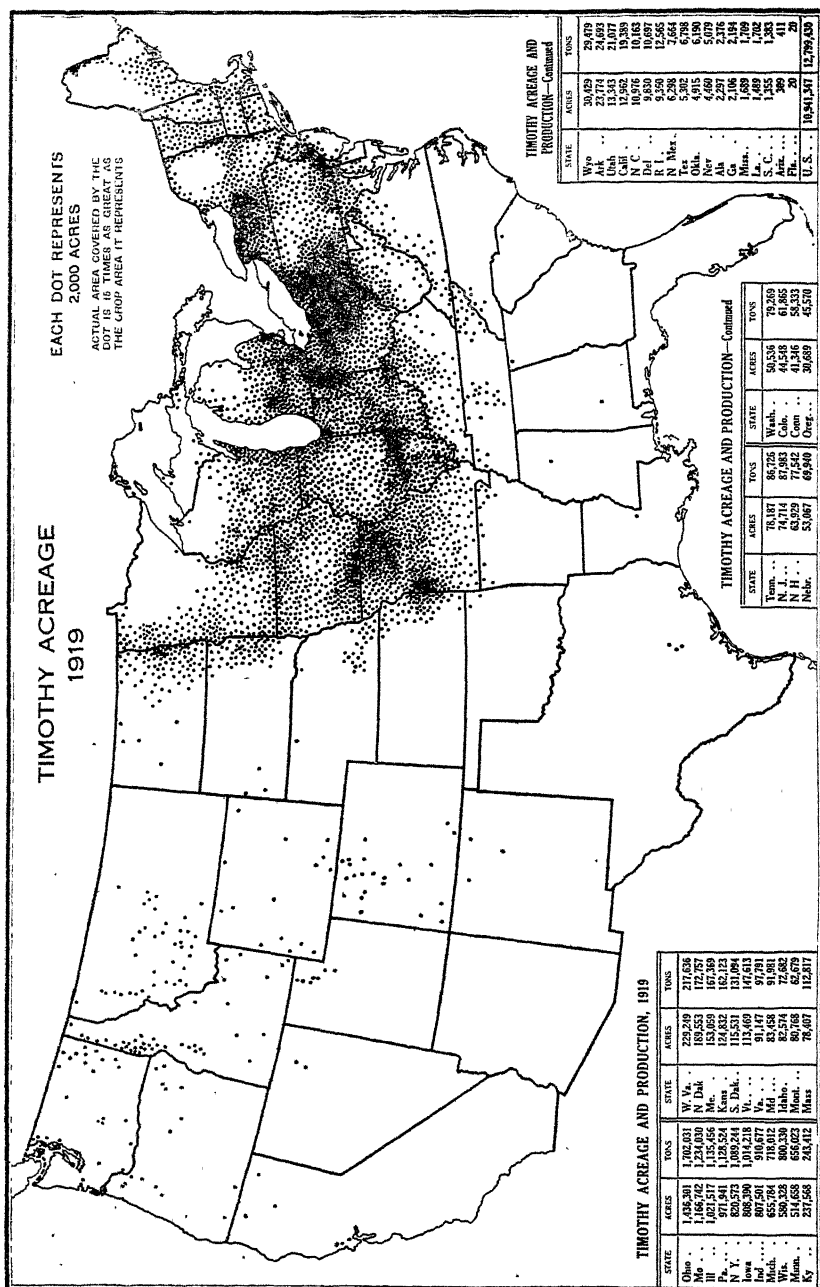 TIMOTHY ACREAGE
1919
EACH DOT REPRESENTS
2,000 ACRES
ACTUAL AREA COVERED BY THE
DOT IS 16 TIMES AS GREAT AS
THE CROP AREA IT REPRESENTS
TIMOTHY ACREAGE AND PRODUCTION, 1919
STATE ACRES TONS STATE ACRES TONS
Ohio . . 1,436,301 1,702,031 W. Va. . . 229,249 217,636
Mo . . . 1,166,742 1,234,030 N Dak 189,553 172,757
Ill . . . 1,021,517 1,135,456 Me. . . 153,059 167,369
Pa. . . . 971,941 1,128,524 Kans . . 124,832 162,123
N Y. . . 820,573 1,089,244 S. Dak. . 115,531 131,094
Iowa . . 808,390 1,014,218 Vt. . . . 113,469 147,613
Ind . . . 807,501 910,677 Va. . . . 91,147 97,791
Mich. . . 655,784 718,012 Md . . . 83,458 91,981
Wis. . . 580,328 800,330 Idaho. . 82,574 72,682
Minn. . . 514,658 656,023 Mont. . . 80,768 62,679
Ky . . . 237,568 243,412 Mass 78,407 112,817
TIMOTHY ACREAGE AND PRODUCTION—Continued
STATE ACRES TONS STATE ACRES TONS
Tenn. . . 78,187 86,726 Wash. . . 50,536 79,269
N. J. . . 74,714 87,983 Colo. . . 44,548 61,865
N H . . 63,929 77,542 Conn . . 41,346 58,333
Nebr. . . 53,067 69,940 Oreg. . . 30,689 45,570
TIMOTHY ACREAGE AND
PRODUCTION—Continued
STATE ACRES TONS
Wyo 30,429 29,479
Ark . . 23,774 24,693
Utah 13,343 21,077
Calif . . 12,962 19,389
N C . . 10,976 10,163
Del . . 9,830 10,697
R I. . . 9,590 12,565
N Mex . 6,298 7,664
Tex . . 5,302 6,798
Okla. . 4,915 6,190
Nev . . 4,460 5,079
Ala . . 2,297 2,376
Ga . . 2,106 2,194
Miss. . . 1,689 1,709
La. . . . 1,489 1,702
S. C. . . 1,355 1,383
Ariz. . . . 389 411
Fla. . . . 20 20
U. S. 10,941,347 12,799,430